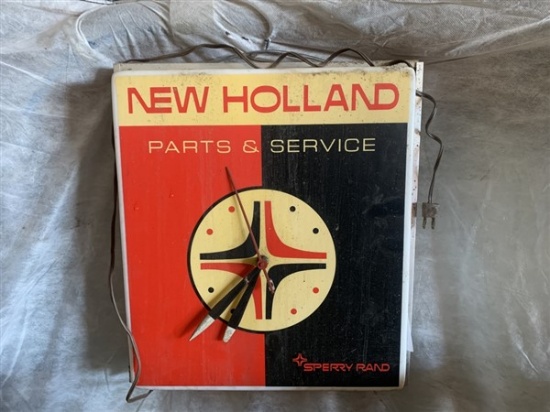 NEW HOLLAND
PARTS & SERVICE
SPERRY RAND